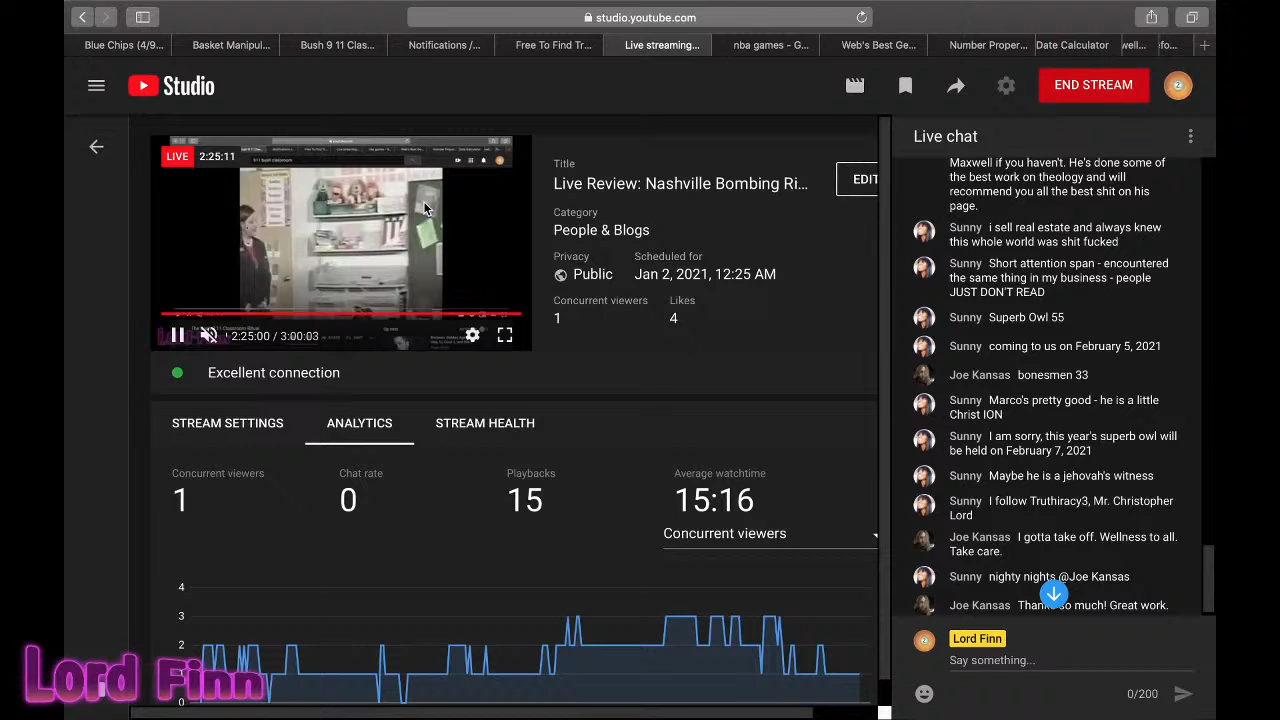 studio.youtube.com
Blue Chips (4/9... Basket Manipul... Bush 9 11 Clas... Notifications /... Free To Find Tr... Live streaming... nba games - G... Web's Best Ge... Number Proper... Date Calculator well... fo...
Studio
END STREAM
LIVE 2:25:11
2:25:00 / 3:00:03
Title
Live Review: Nashville Bombing Ri...
EDIT
Category
People & Blogs
Privacy Scheduled for
Public Jan 2, 2021, 12:25 AM
Concurrent viewers Likes
1 4
Excellent connection
STREAM SETTINGS ANALYTICS STREAM HEALTH
Concurrent viewers Chat rate Playbacks Average watchtime
1 0 15 15:16
Concurrent viewers
4
3
2
1
0
Lord Finn
Live chat
Maxwell if you haven't. He's done some of
the best work on theology and will
recommend you all the best shit on his
page.
Sunny i sell real estate and always knew
this whole world was shit fucked
Sunny Short attention span - encountered
the same thing in my business - people
JUST DON'T READ
Sunny Superb Owl 55
Sunny coming to us on February 5, 2021
Joe Kansas bonesmen 33
Sunny Marco's pretty good - he is a little
Christ ION
Sunny I am sorry, this year's superb owl will
be held on February 7, 2021
Sunny Maybe he is a jehovah's witness
Sunny I follow Truthiracy3, Mr. Christopher
Lord
Joe Kansas I gotta take off. Wellness to all.
Take care.
Sunny nighty nights @Joe Kansas
Joe Kansas Thanks so much! Great work.
Lord Finn
Say something...
0/200